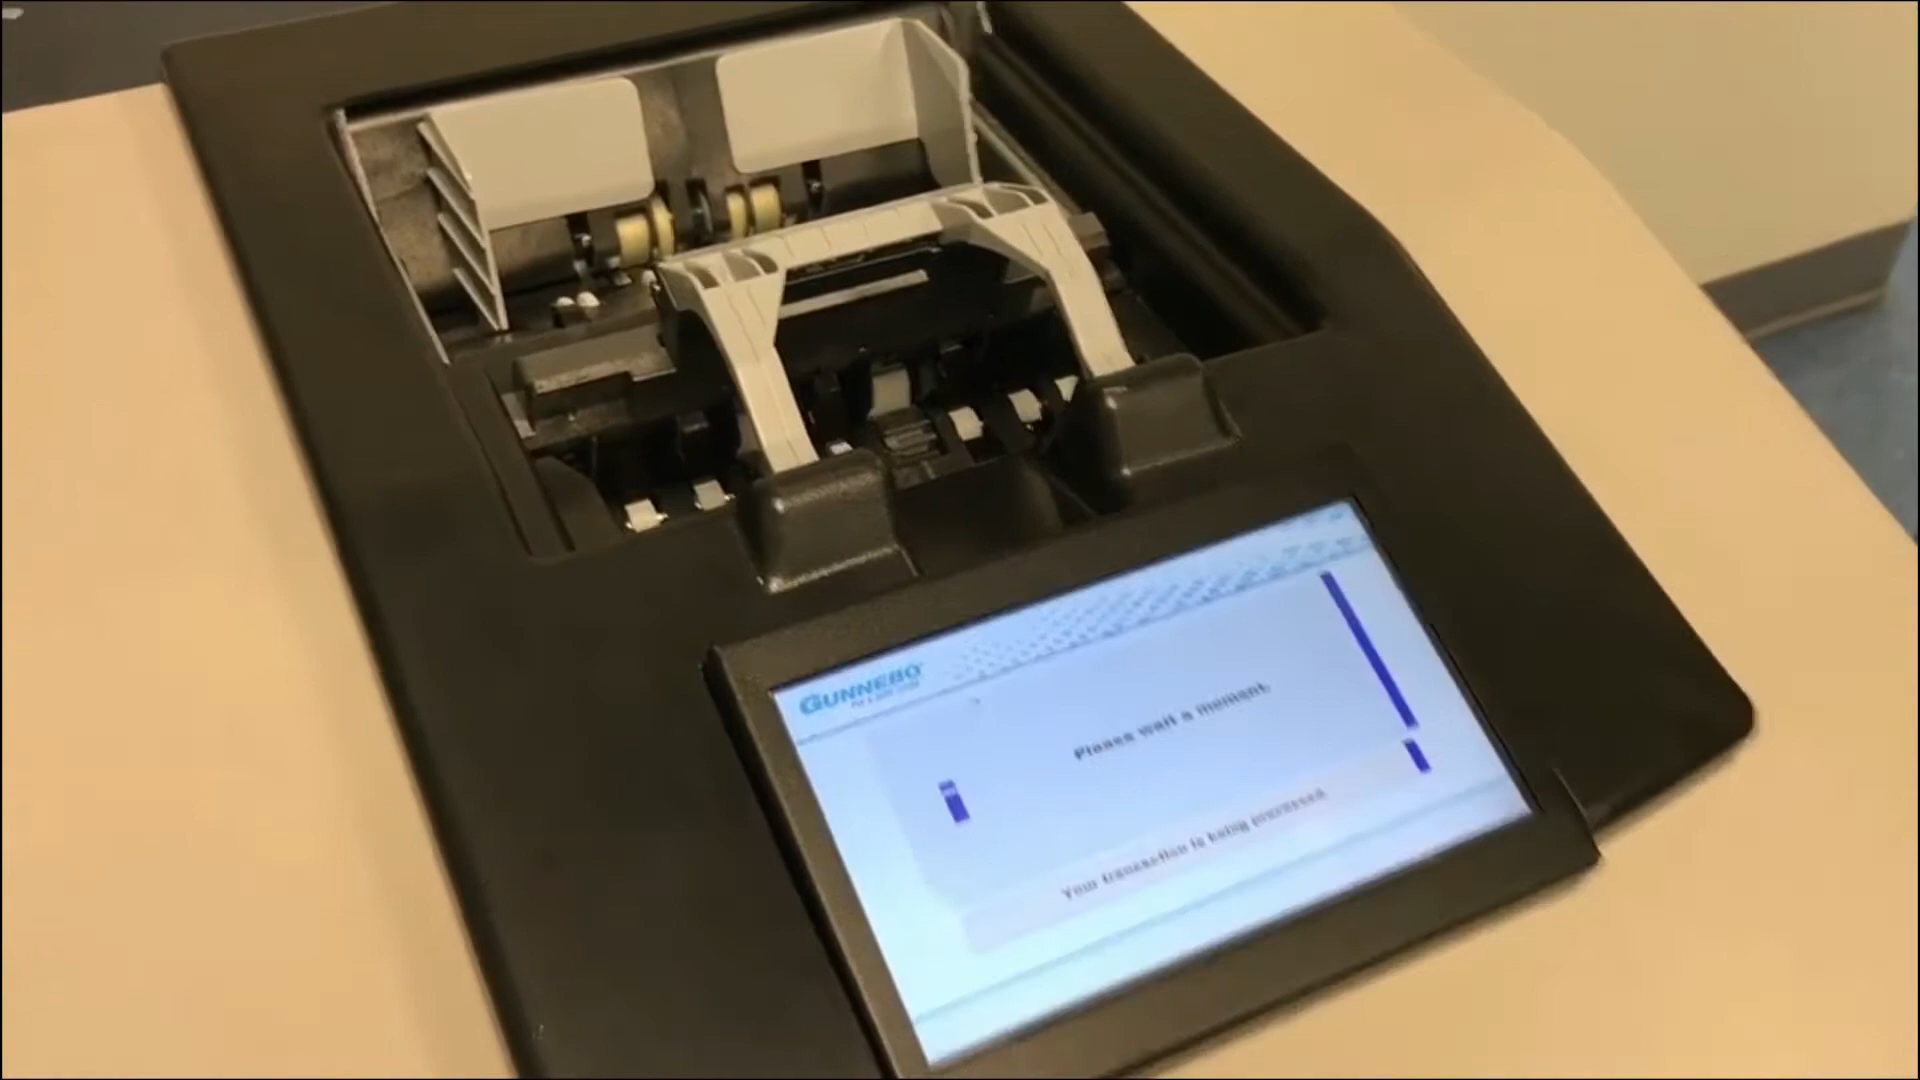 GUNNEBO
Please wait a moment.
Your transaction is being processed.